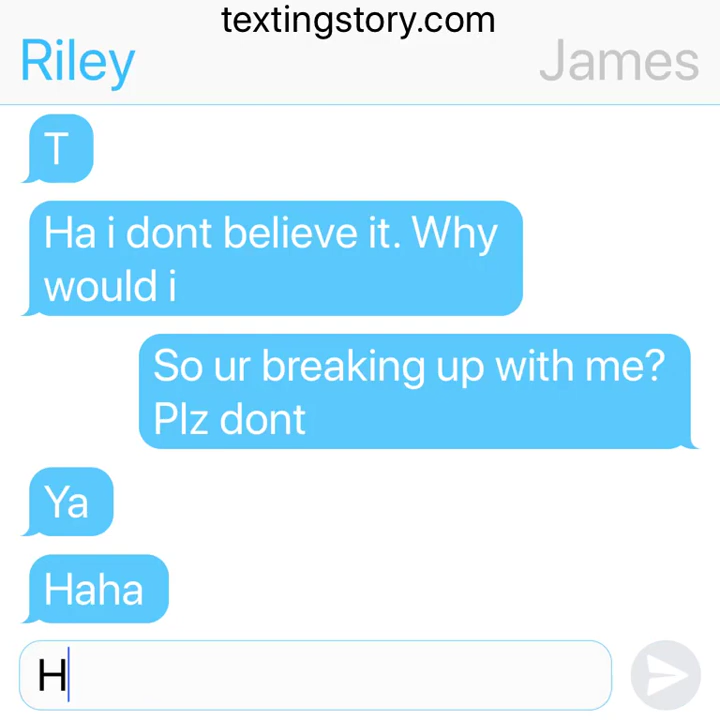 textingstory.com
Riley James
T
Ha i dont believe it. Why
would i
So ur breaking up with me?
Plz dont
Ya
Haha
H